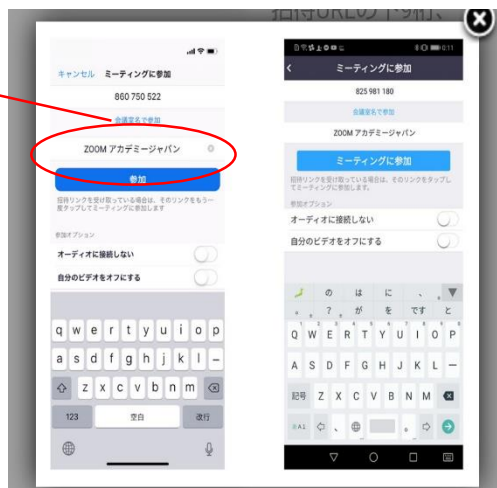 招待URLの下9桁、
キャンセル ミーティングに参加
860 750 522
会議室名で参加
ZOOM アカデミージャパン
参加
招待リンクを受け取っている場合は、そのリンクをもう一
度タップしてミーティングに参加します
参加オプション
オーディオに接続しない
自分のビデオをオフにする
q w e r t y u i o p
a s d f g h j k l ー
z x c v b n m
123 空白 改行
0:11
ミーティングに参加
825 981 180
会議室名で参加
ZOOM アカデミージャパン
ミーティングに参加
招待リンクを受け取っている場合は、そのリンクをタップし
てミーティングに参加します。
参加オプション
オーディオに接続しない
自分のビデオをオフにする
の は に 、
。 ? が を です と
Q W E R T Y U I O P
A S D F G H J K L ー
記号 Z X C V B N M
あA1 、 。